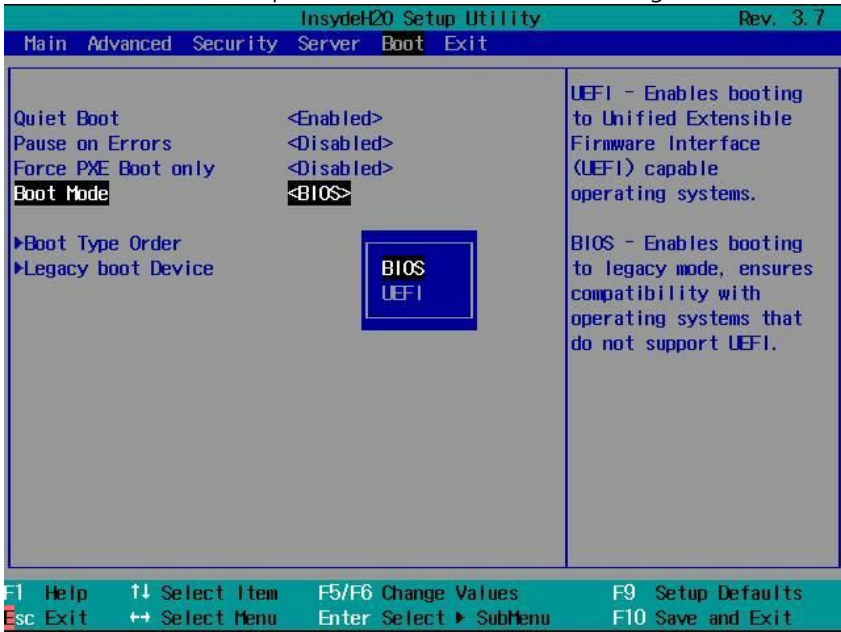 InsydeH2O Setup Utility Rev. 3.7
Main Advanced Security Server Boot Exit
Quiet Boot <Enabled>
Pause on Errors <Disabled>
Force PXE Boot only <Disabled>
Boot Mode <BIOS>
▶Boot Type Order
▶Legacy boot Device
BIOS
UEFI
UEFI - Enables booting
to Unified Extensible
Firmware Interface
(UEFI) capable
operating systems.
BIOS - Enables booting
to legacy mode, ensures
compatibility with
operating systems that
do not support UEFI.
F1 Help ↑↓ Select Item F5/F6 Change Values F9 Setup Defaults
Esc Exit ↔ Select Menu Enter Select ▶ SubMenu F10 Save and Exit